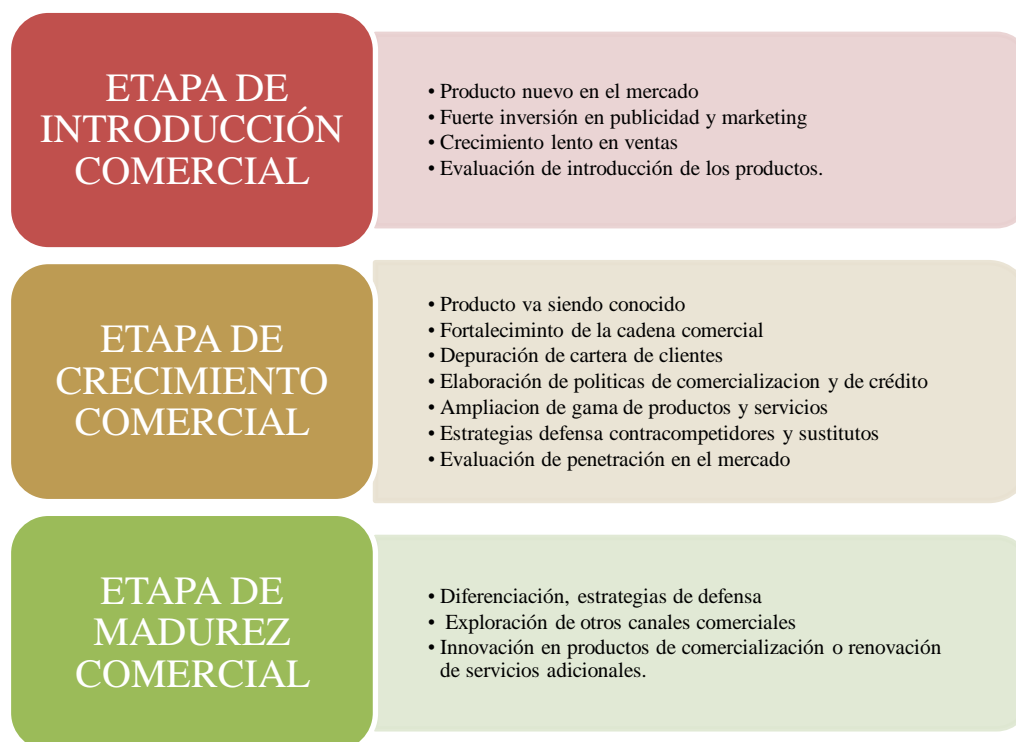 ETAPA DE
INTRODUCCIÓN
COMERCIAL
• Producto nuevo en el mercado
• Fuerte inversión en publicidad y marketing
• Crecimiento lento en ventas
• Evaluación de introducción de los productos.
ETAPA DE
CRECIMIENTO
COMERCIAL
• Producto va siendo conocido
• Fortaleciminto de la cadena comercial
• Depuración de cartera de clientes
• Elaboración de politicas de comercializacion y de crédito
• Ampliacion de gama de productos y servicios
• Estrategias defensa contracompetidores y sustitutos
• Evaluación de penetración en el mercado
ETAPA DE
MADUREZ
COMERCIAL
• Diferenciación, estrategias de defensa
• Exploración de otros canales comerciales
• Innovación en productos de comercialización o renovación
de servicios adicionales.